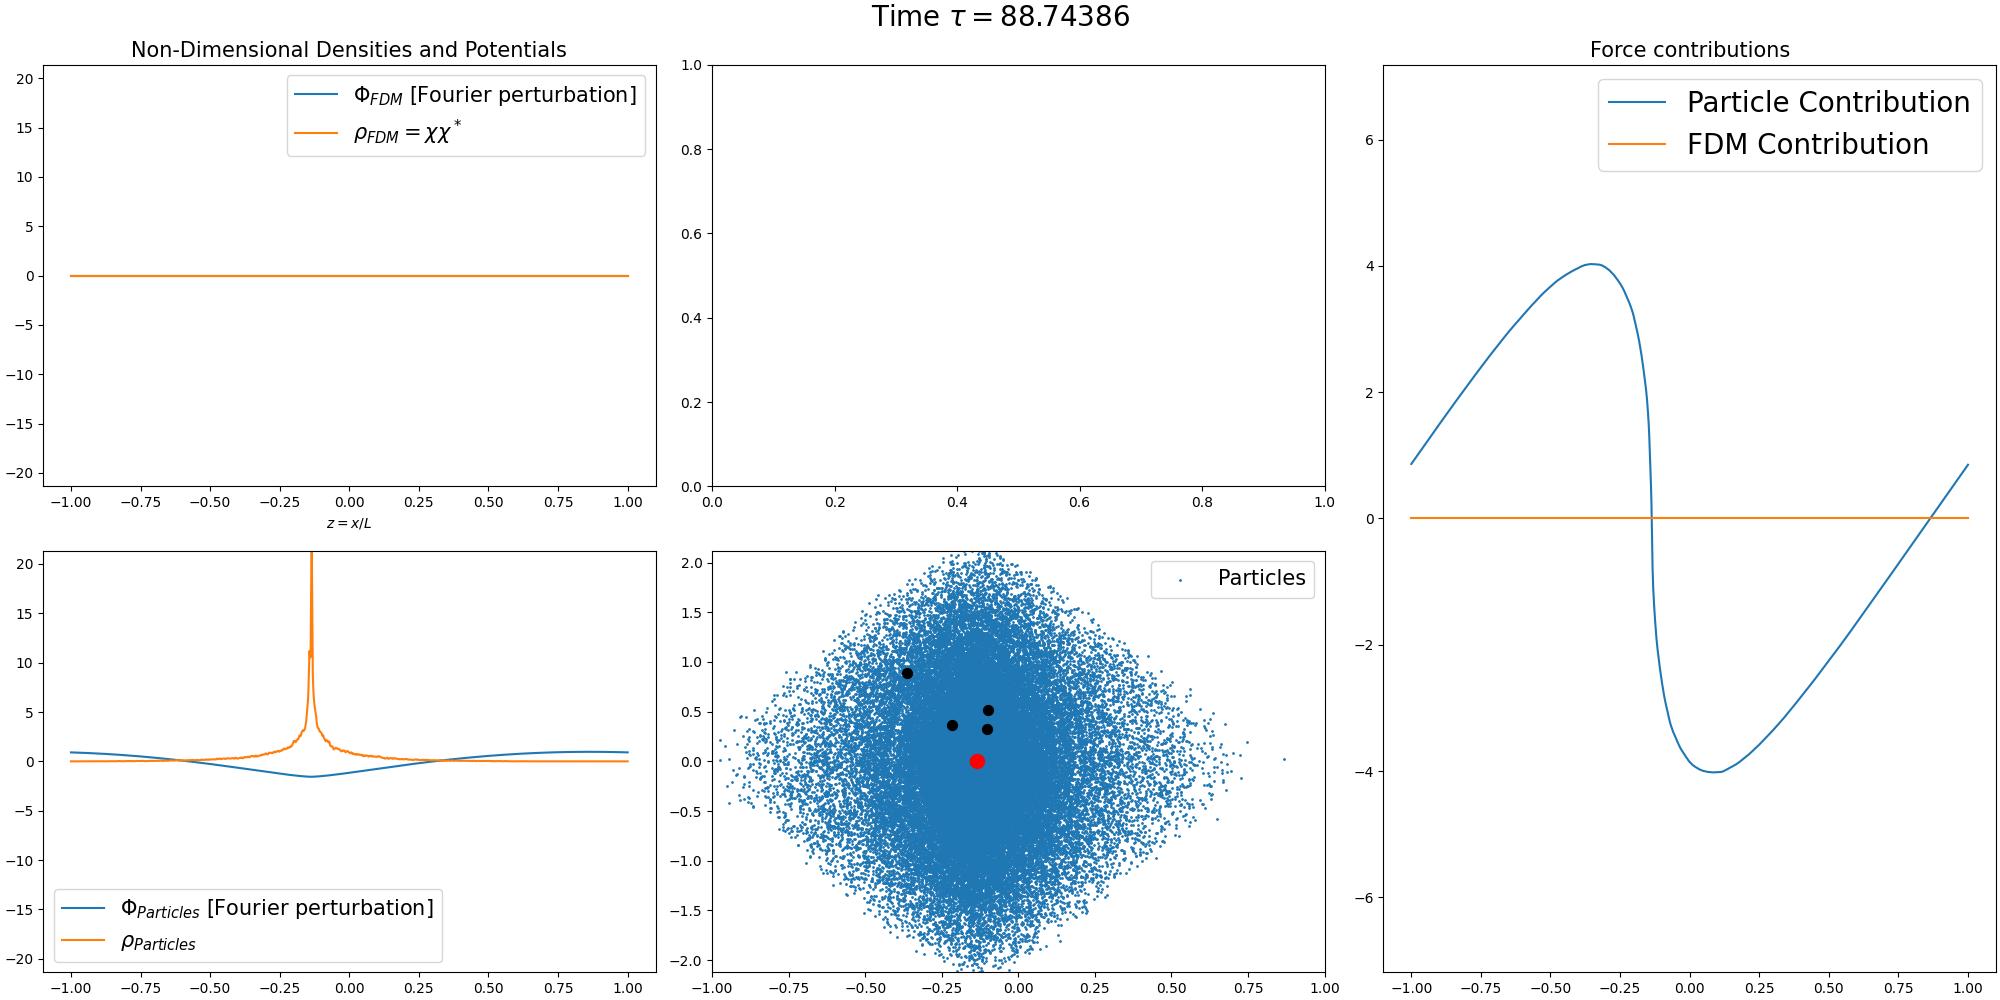 Time τ = 88.74386
Non-Dimensional Densities and Potentials
20
15
10
5
0
−5
−10
−15
−20
Φ_FDM [Fourier perturbation]
ρ_FDM = χχ*
−1.00 −0.75 −0.50 −0.25 0.00 0.25 0.50 0.75 1.00
z = x/L
1.0
0.8
0.6
0.4
0.2
0.0
0.0 0.2 0.4 0.6 0.8 1.0
Force contributions
Particle Contribution
FDM Contribution
6
4
2
0
−2
−4
−6
−1.00 −0.75 −0.50 −0.25 0.00 0.25 0.50 0.75 1.00
20
15
10
5
0
−5
−10
−15
−20
Φ_Particles [Fourier perturbation]
ρ_Particles
−1.00 −0.75 −0.50 −0.25 0.00 0.25 0.50 0.75 1.00
Particles
2.0
1.5
1.0
0.5
0.0
−0.5
−1.0
−1.5
−2.0
−1.00 −0.75 −0.50 −0.25 0.00 0.25 0.50 0.75 1.00